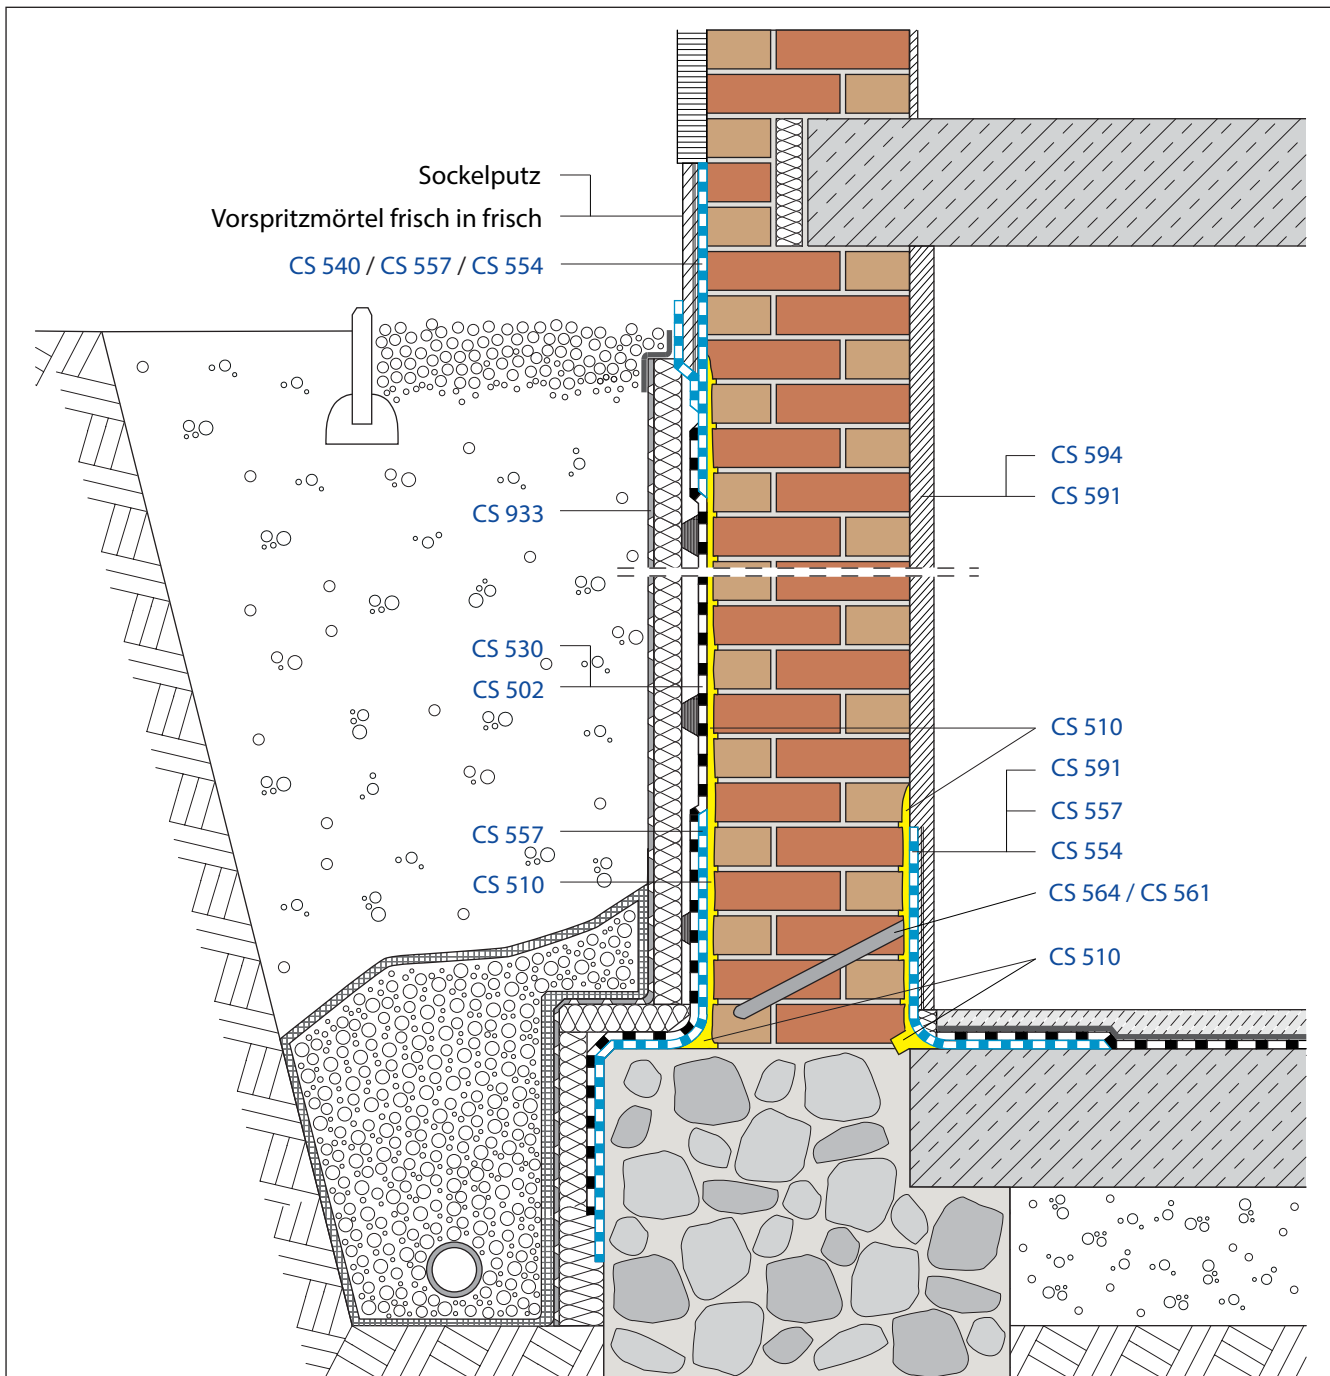 Sockelputz
Vorspritzmörtel frisch in frisch
CS 540 / CS 557 / CS 554
CS 933
CS 530
CS 502
CS 557
CS 510
CS 594
CS 591
CS 510
CS 591
CS 557
CS 554
CS 564 / CS 561
CS 510